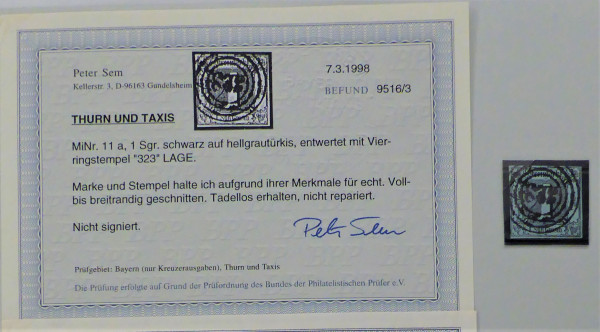 Peter Sem
Kellerstr. 3, D-96163 Gundelsheim
7.3.1998
BEFUND 9516/3
THURN UND TAXIS
MiNr. 11 a, 1 Sgr. schwarz auf hellgrautürkis, entwertet mit Vier-
ringstempel "323" LAGE.
Marke und Stempel halte ich aufgrund ihrer Merkmale für echt. Voll-
bis breitrandig geschnitten. Tadellos erhalten, nicht repariert.
Nicht signiert.
Peter Sem
Prüfgebiet: Bayern (nur Kreuzerausgaben), Thurn und Taxis
Die Prüfung erfolgte auf Grund der Prüfordnung des Bundes der Philatelistischen Prüfer e.V.